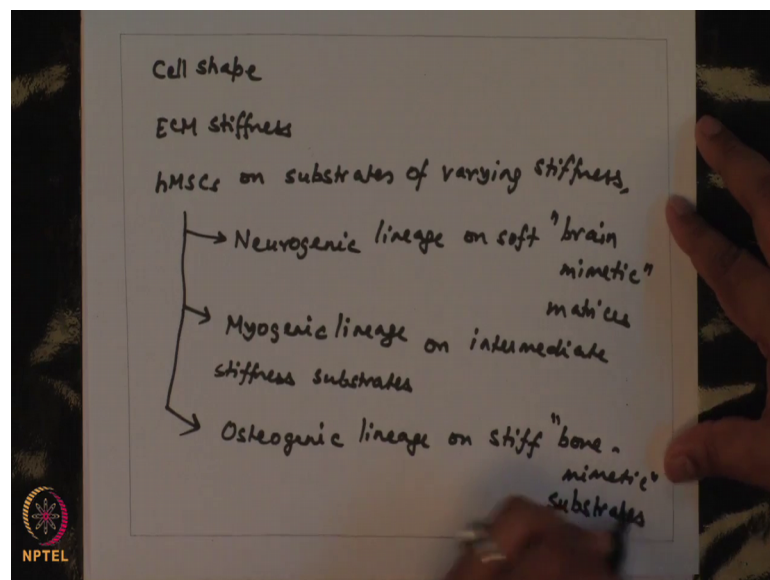 Cell shape
ECM stiffness
hMSCs on substrates of varying stiffness,
Neurogenic lineage on soft "brain
mimetic"
matrices
Myogenic lineage on intermediate
stiffness substrates
Osteogenic lineage on stiff "bone-
mimetic"
substrates
NPTEL